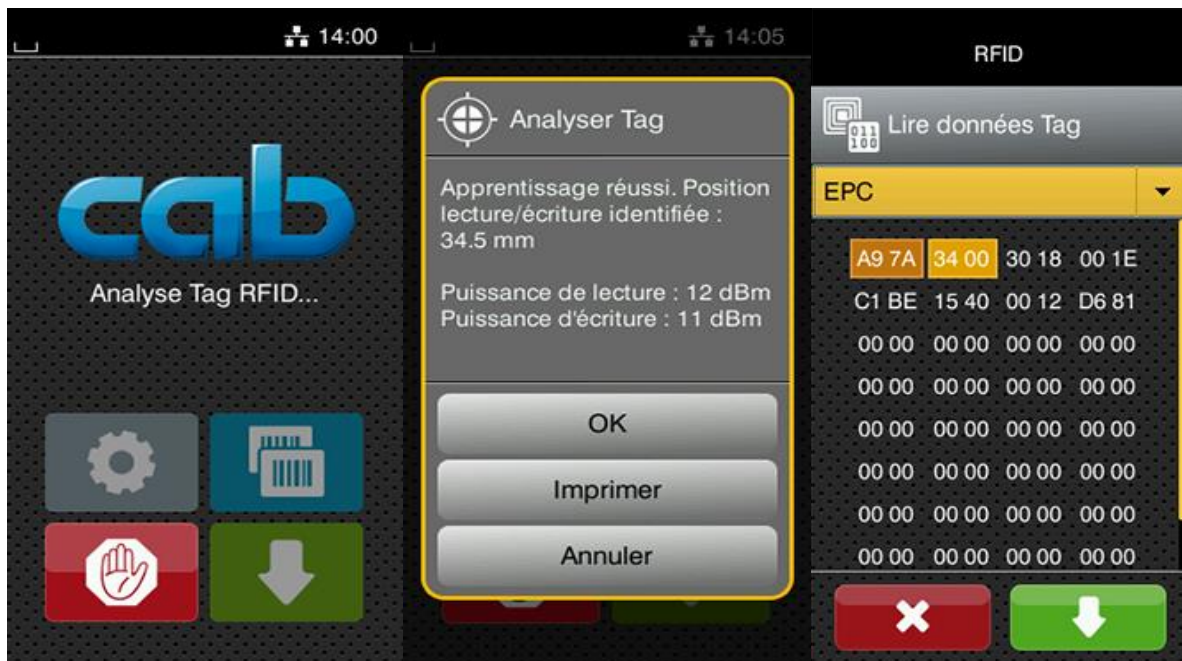 14:00
cab
Analyse Tag RFID...
14:05
Analyser Tag
Apprentissage réussi. Position
lecture/écriture identifiée :
34.5 mm
Puissance de lecture : 12 dBm
Puissance d'écriture : 11 dBm
OK
Imprimer
Annuler
RFID
011
100
Lire données Tag
EPC
A9 7A 34 00 30 18 00 1E
C1 BE 15 40 00 12 D6 81
00 00 00 00 00 00 00 00
00 00 00 00 00 00 00 00
00 00 00 00 00 00 00 00
00 00 00 00 00 00 00 00
00 00 00 00 00 00 00 00
00 00 00 00 00 00 00 00